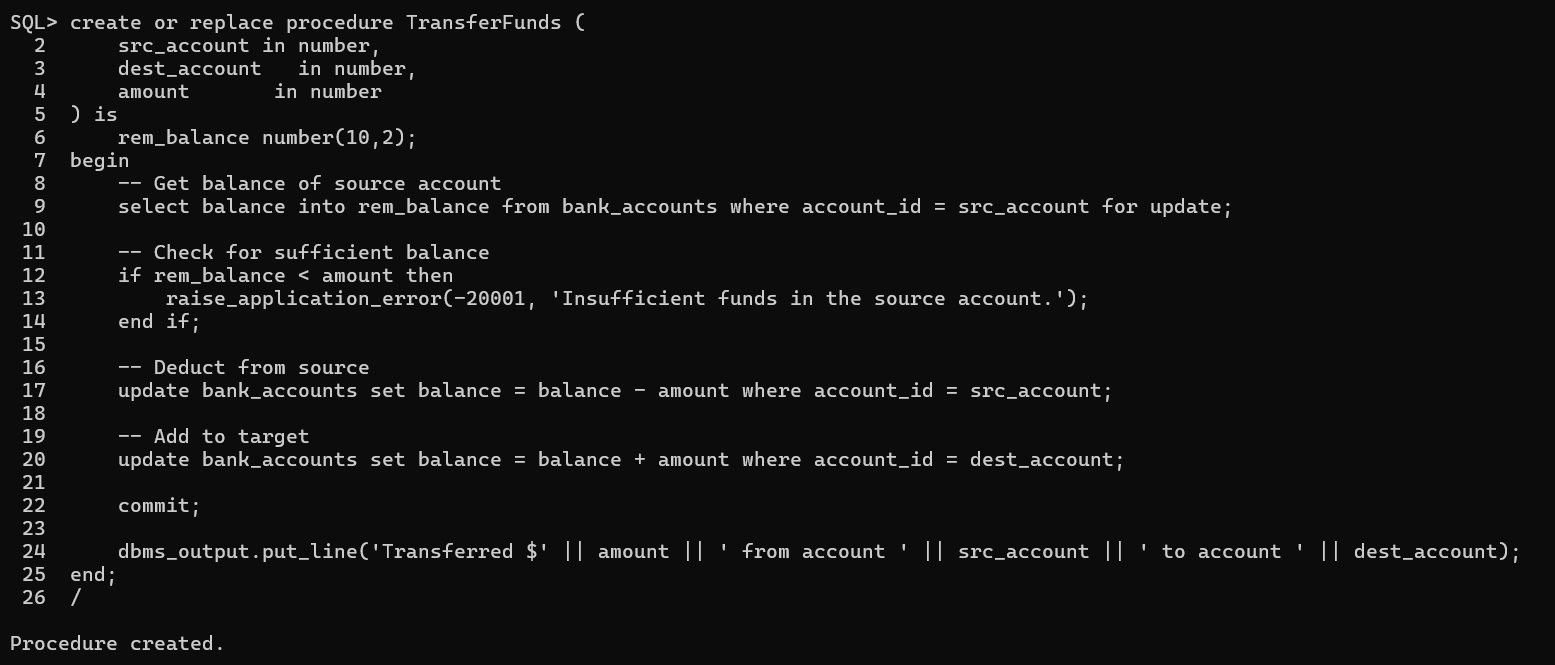 SQL> create or replace procedure TransferFunds (
  2      src_account in number,
  3      dest_account   in number,
  4      amount       in number
  5  ) is
  6      rem_balance number(10,2);
  7  begin
  8      -- Get balance of source account
  9      select balance into rem_balance from bank_accounts where account_id = src_account for update;
 10
 11      -- Check for sufficient balance
 12      if rem_balance < amount then
 13          raise_application_error(-20001, 'Insufficient funds in the source account.');
 14      end if;
 15
 16      -- Deduct from source
 17      update bank_accounts set balance = balance - amount where account_id = src_account;
 18
 19      -- Add to target
 20      update bank_accounts set balance = balance + amount where account_id = dest_account;
 21
 22      commit;
 23
 24      dbms_output.put_line('Transferred $' || amount || ' from account ' || src_account || ' to account ' || dest_account);
 25  end;
 26  /

Procedure created.